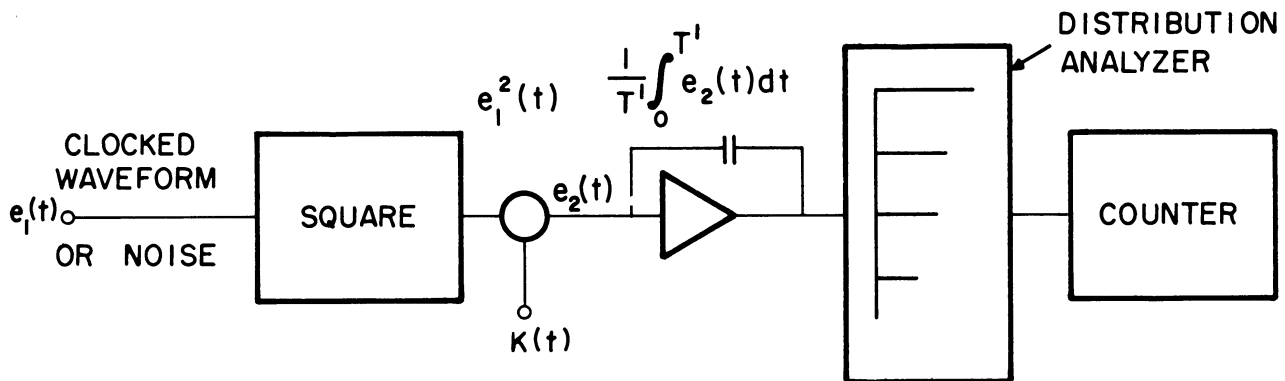 DISTRIBUTION
ANALYZER
1/T' ∫₀^T' e₂(t)dt
e₁²(t)
CLOCKED
WAVEFORM
e₁(t)
OR NOISE
SQUARE
e₂(t)
K(t)
COUNTER